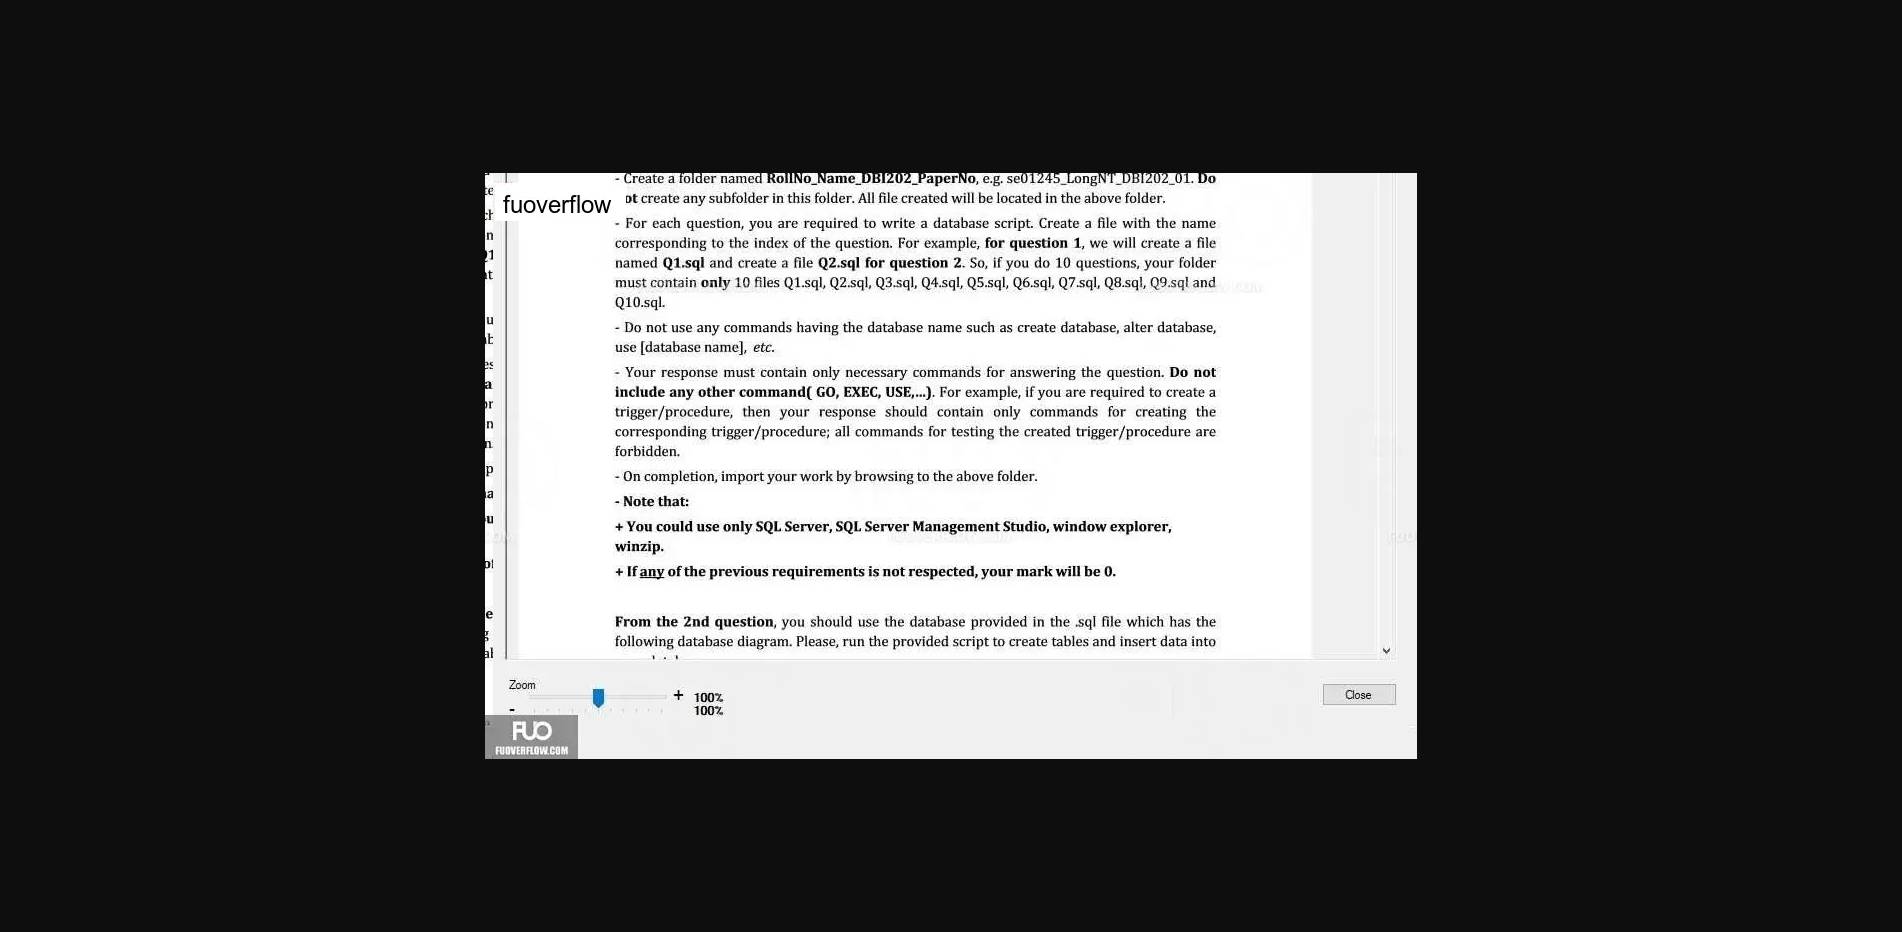 - Create a folder named RollNo_Name_DBI202_PaperNo, e.g. se01245_LongNT_DBI202_01. Do
fuoverflow
ot create any subfolder in this folder. All file created will be located in the above folder.
- For each question, you are required to write a database script. Create a file with the name
corresponding to the index of the question. For example, for question 1, we will create a file
named Q1.sql and create a file Q2.sql for question 2. So, if you do 10 questions, your folder
must contain only 10 files Q1.sql, Q2.sql, Q3.sql, Q4.sql, Q5.sql, Q6.sql, Q7.sql, Q8.sql, Q9.sql and
Q10.sql.
- Do not use any commands having the database name such as create database, alter database,
use [database name], etc.
- Your response must contain only necessary commands for answering the question. Do not
include any other command( GO, EXEC, USE,...). For example, if you are required to create a
trigger/procedure, then your response should contain only commands for creating the
corresponding trigger/procedure; all commands for testing the created trigger/procedure are
forbidden.
- On completion, import your work by browsing to the above folder.
- Note that:
+ You could use only SQL Server, SQL Server Management Studio, window explorer,
winzip.
+ If any of the previous requirements is not respected, your mark will be 0.
From the 2nd question, you should use the database provided in the .sql file which has the
following database diagram. Please, run the provided script to create tables and insert data into
Zoom
+ 100%
- 100%
Close
FUO
FUOVERFLOW.COM